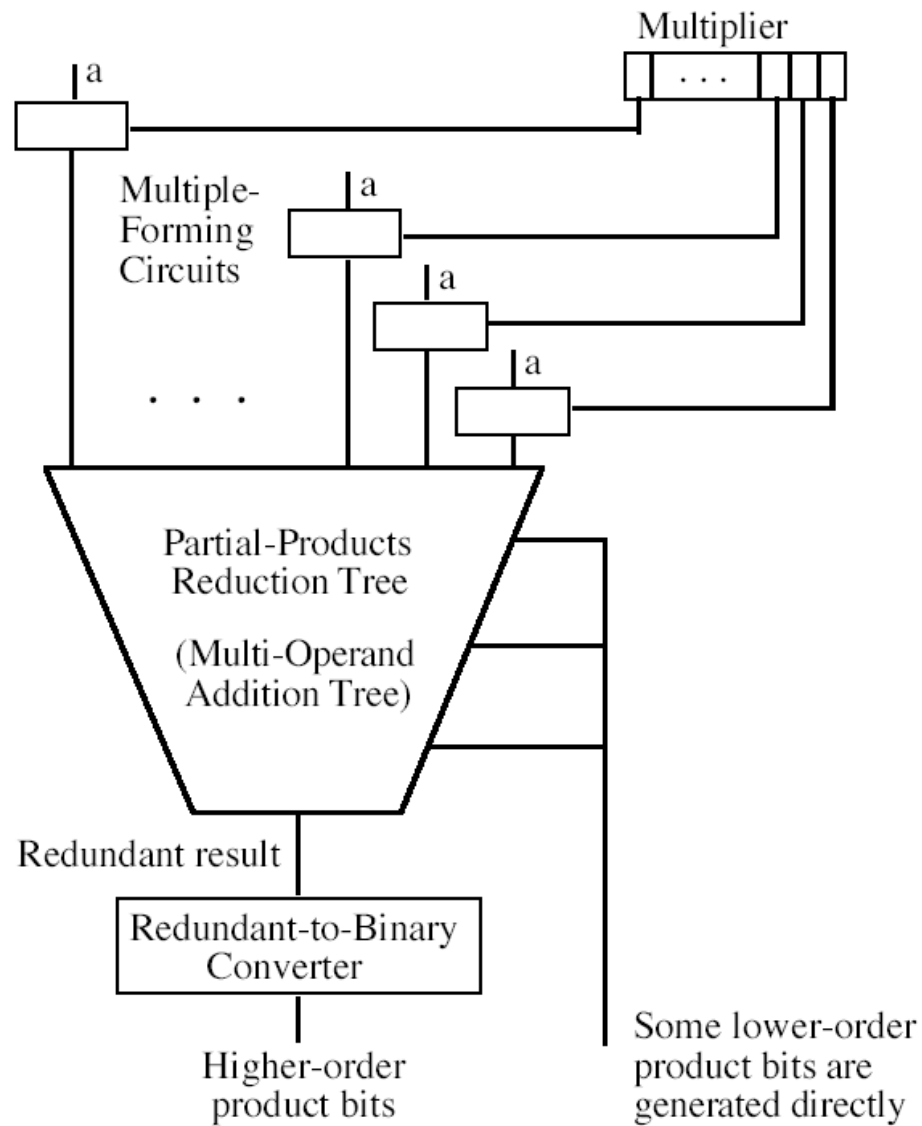 Multiplier
. . .
a
Multiple-
Forming
Circuits
a
a
a
. . .
Partial-Products
Reduction Tree
(Multi-Operand
Addition Tree)
Redundant result
Redundant-to-Binary
Converter
Higher-order
product bits
Some lower-order
product bits are
generated directly